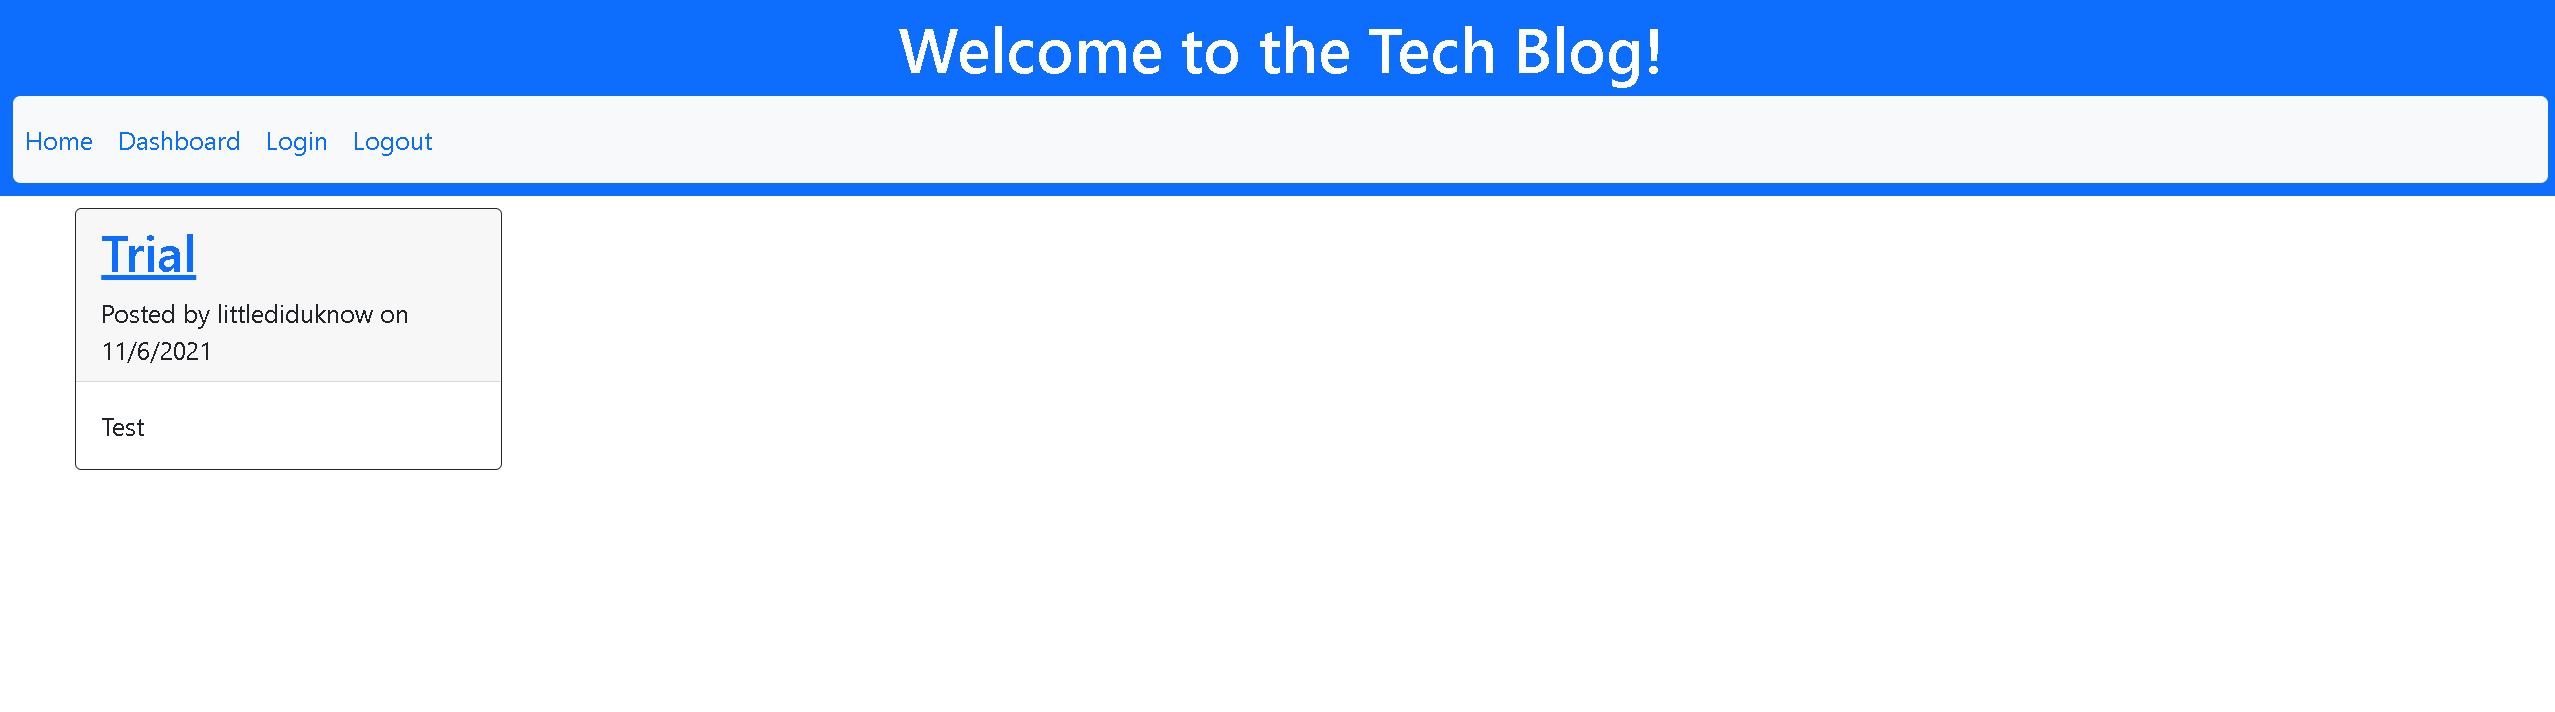 Welcome to the Tech Blog!
Home Dashboard Login Logout
Trial
Posted by littlediduknow on
11/6/2021
Test